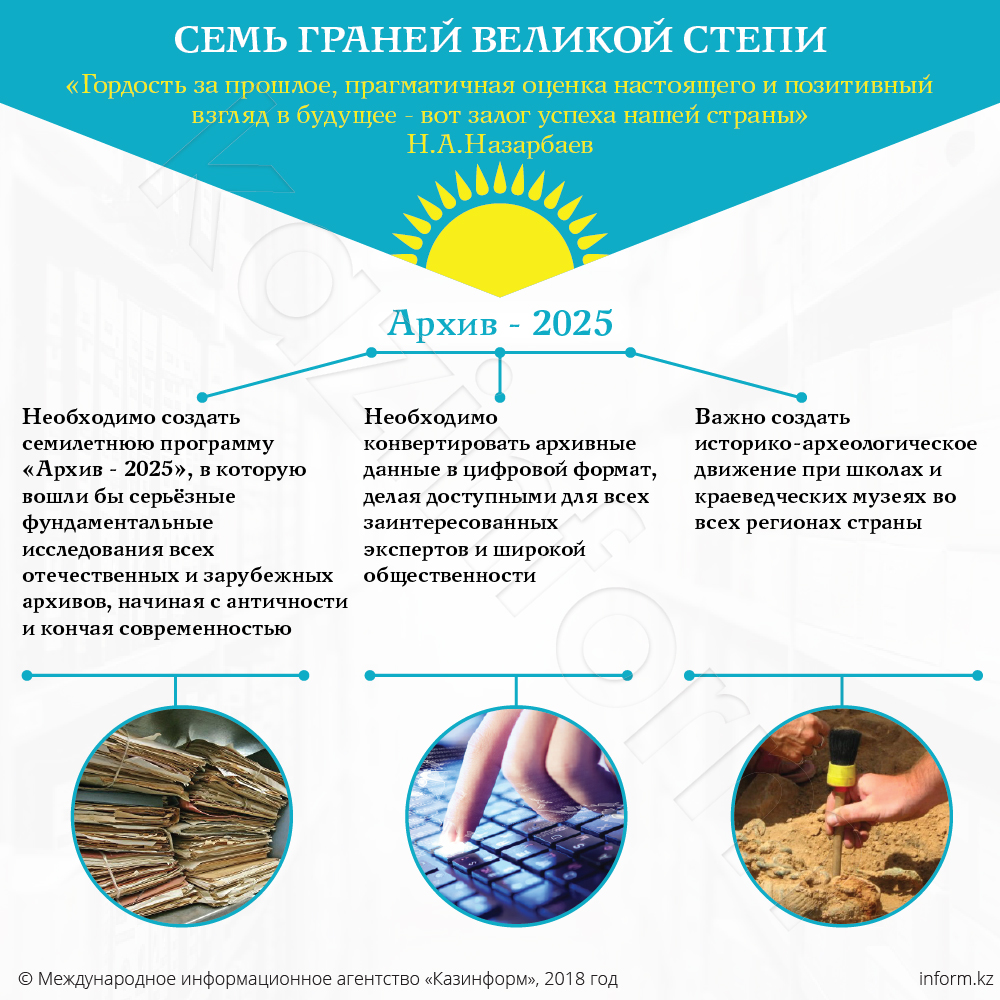 СЕМЬ ГРАНЕЙ ВЕЛИКОЙ СТЕПИ
«Гордость за прошлое, прагматичная оценка настоящего и позитивный
взгляд в будущее - вот залог успеха нашей страны»
Н.А.Назарбаев
Архив - 2025
Необходимо создать
семилетнюю программу
«Архив - 2025», в которую
вошли бы серьёзные
фундаментальные
исследования всех
отечественных и зарубежных
архивов, начиная с античности
и кончая современностью
Необходимо
конвертировать архивные
данные в цифровой формат,
делая доступными для всех
заинтересованных
экспертов и широкой
общественности
Важно создать
историко-археологическое
движение при школах и
краеведческих музеях во
всех регионах страны
© Международное информационное агентство «Казинформ», 2018 год
inform.kz